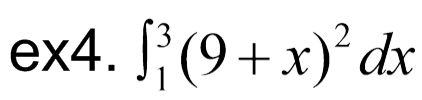 ex4. ∫₁³(9 + x)² dx